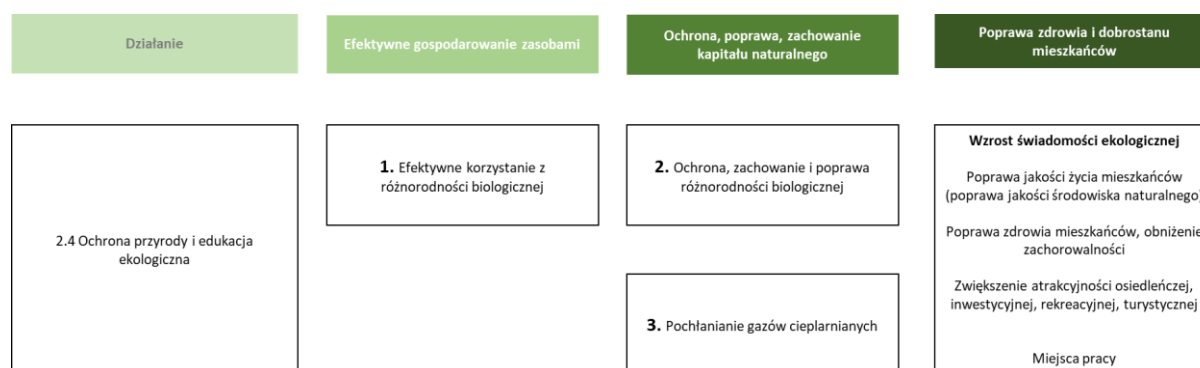 Działanie
Efektywne gospodarowanie zasobami
Ochrona, poprawa, zachowanie
kapitału naturalnego
Poprawa zdrowia i dobrostanu
mieszkańców
2.4 Ochrona przyrody i edukacja
ekologiczna
1. Efektywne korzystanie z
różnorodności biologicznej
2. Ochrona, zachowanie i poprawa
różnorodności biologicznej
3. Pochłanianie gazów cieplarnianych
Wzrost świadomości ekologicznej
Poprawa jakości życia mieszkańców
(poprawa jakości środowiska naturalnego)
Poprawa zdrowia mieszkańców, obniżenie
zachorowalności
Zwiększenie atrakcyjności osiedleńczej,
inwestycyjnej, rekreacyjnej, turystycznej
Miejsca pracy